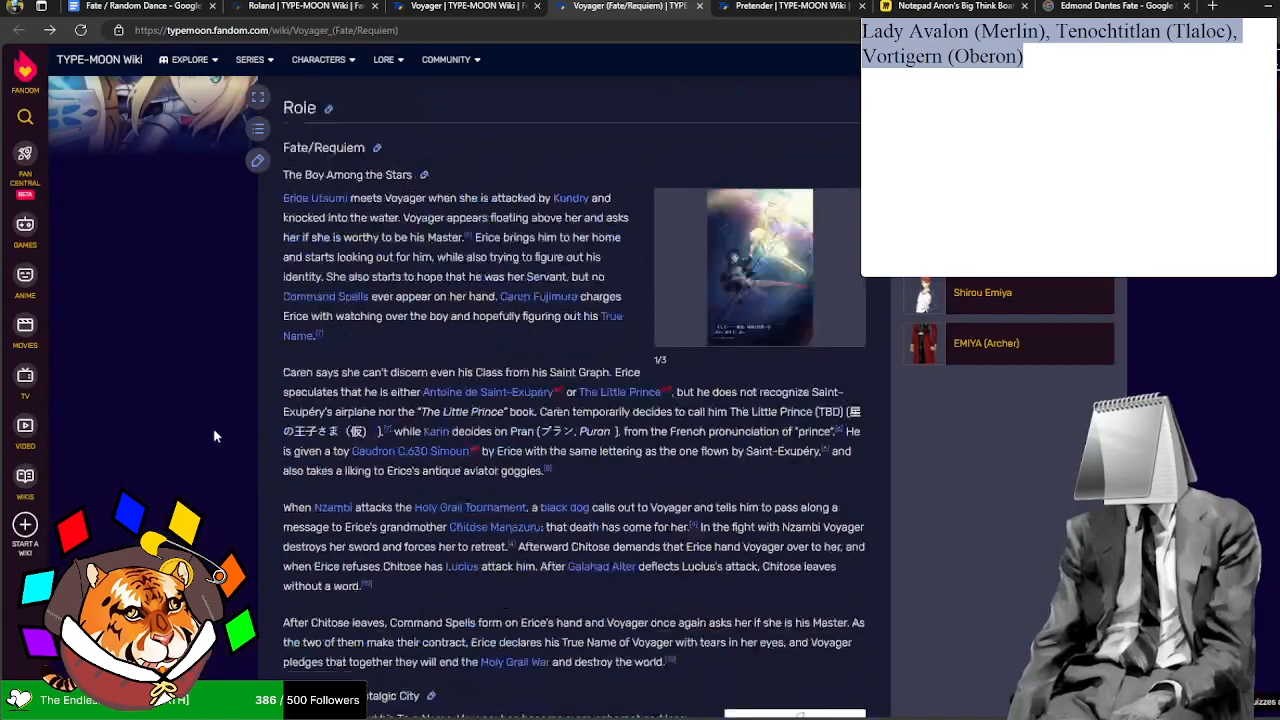 Fate / Random Dance - Google
Roland | TYPE-MOON Wiki | Fan
Voyager | TYPE-MOON Wiki | F
Voyager (Fate/Requiem) | TYPE
Pretender | TYPE-MOON Wiki |
Notepad Anon's Big Think Boar
Edmond Dantes Fate - Google
https://typemoon.fandom.com/wiki/Voyager_(Fate/Requiem)
Lady Avalon (Merlin), Tenochtitlan (Tlaloc),
Vortigern (Oberon)
FANDOM
TYPE-MOON Wiki
EXPLORE
SERIES
CHARACTERS
LORE
COMMUNITY
FAN
CENTRAL
BETA
GAMES
ANIME
MOVIES
TV
VIDEO
WIKIS
START A
WIKI
Role
Fate/Requiem
The Boy Among the Stars
Erice Utsumi meets Voyager when she is attacked by Kundry and
knocked into the water. Voyager appears floating above her and asks
her if she is worthy to be his Master. Erice brings him to her home
and starts looking out for him, while also trying to figure out his
identity. She also starts to hope that he was her Servant, but no
Command Spells ever appear on her hand. Caren Fujimura charges
Erice with watching over the boy and hopefully figuring out his True
Name.
1/3
Caren says she can't discern even his Class from his Saint Graph. Erice
speculates that he is either Antoine de Saint-Exupéry or The Little Prince, but he does not recognize Saint-
Exupéry's airplane nor the "The Little Prince" book. Caren temporarily decides to call him The Little Prince (TBD) (星
の王子さま（仮）), while Karin decides on Pran (プラン, Puran), from the French pronunciation of "prince". He
is given a toy Caudron C.630 Simoun by Erice with the same lettering as the one flown by Saint-Exupéry, and
also takes a liking to Erice's antique aviator goggles.
When Nzambi attacks the Holy Grail Tournament, a black dog calls out to Voyager and tells him to pass along a
message to Erice's grandmother Chitose Manazuru: that death has come for her. In the fight with Nzambi Voyager
destroys her sword and forces her to retreat. Afterward Chitose demands that Erice hand Voyager over to her, and
when Erice refuses Chitose has Lucius attack him. After Galahad Alter deflects Lucius's attack, Chitose leaves
without a word.
After Chitose leaves, Command Spells form on Erice's hand and Voyager once again asks her if she is his Master. As
the two of them make their contract, Erice declares his True Name of Voyager with tears in her eyes, and Voyager
pledges that together they will end the Holy Grail War and destroy the world.
talgic City
Shirou Emiya
EMIYA (Archer)
The Endles
386 / 500 Followers